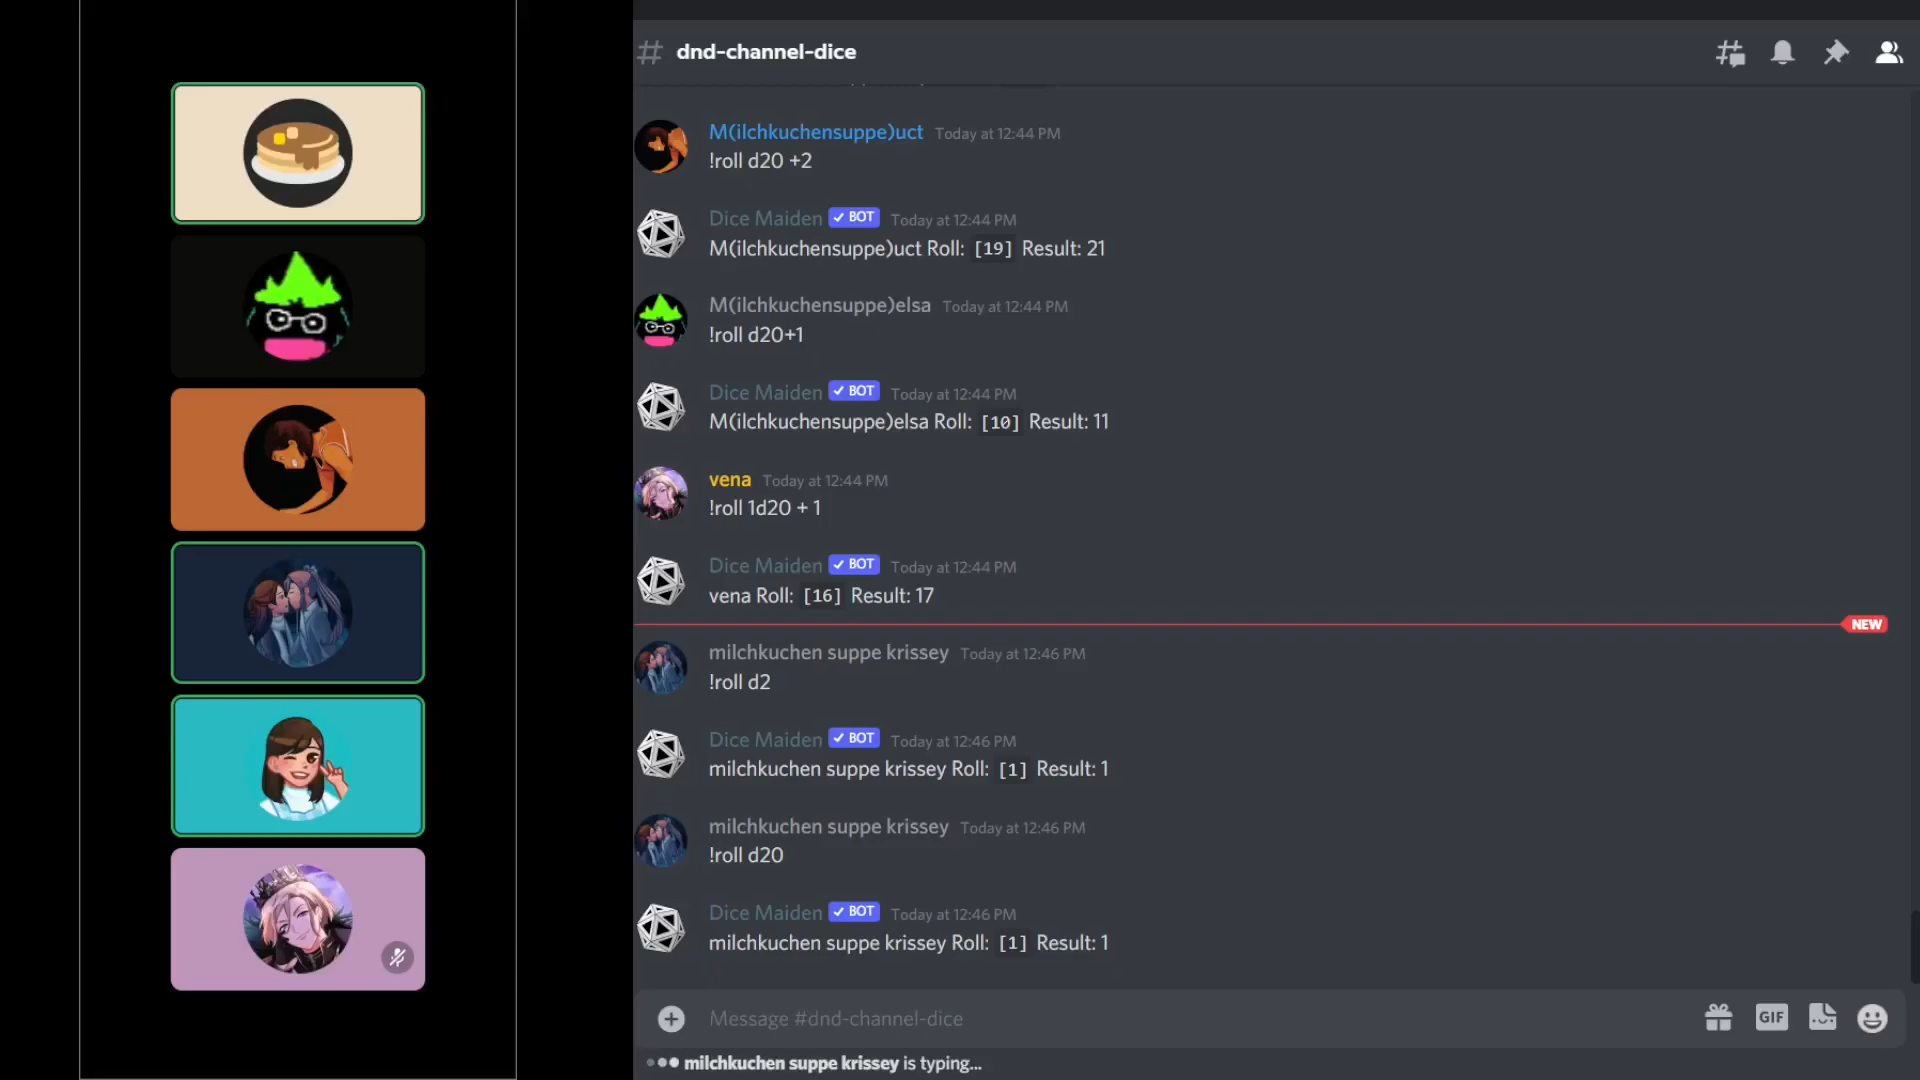 dnd-channel-dice
M(ilchkuchensuppe)uct Today at 12:44 PM
!roll d20 +2
Dice Maiden BOT Today at 12:44 PM
M(ilchkuchensuppe)uct Roll: [19] Result: 21
M(ilchkuchensuppe)elsa Today at 12:44 PM
!roll d20+1
Dice Maiden BOT Today at 12:44 PM
M(ilchkuchensuppe)elsa Roll: [10] Result: 11
vena Today at 12:44 PM
!roll 1d20 + 1
Dice Maiden BOT Today at 12:44 PM
vena Roll: [16] Result: 17
NEW
milchkuchen suppe krissey Today at 12:46 PM
!roll d2
Dice Maiden BOT Today at 12:46 PM
milchkuchen suppe krissey Roll: [1] Result: 1
milchkuchen suppe krissey Today at 12:46 PM
!roll d20
Dice Maiden BOT Today at 12:46 PM
milchkuchen suppe krissey Roll: [1] Result: 1
Message #dnd-channel-dice
GIF
milchkuchen suppe krissey is typing...